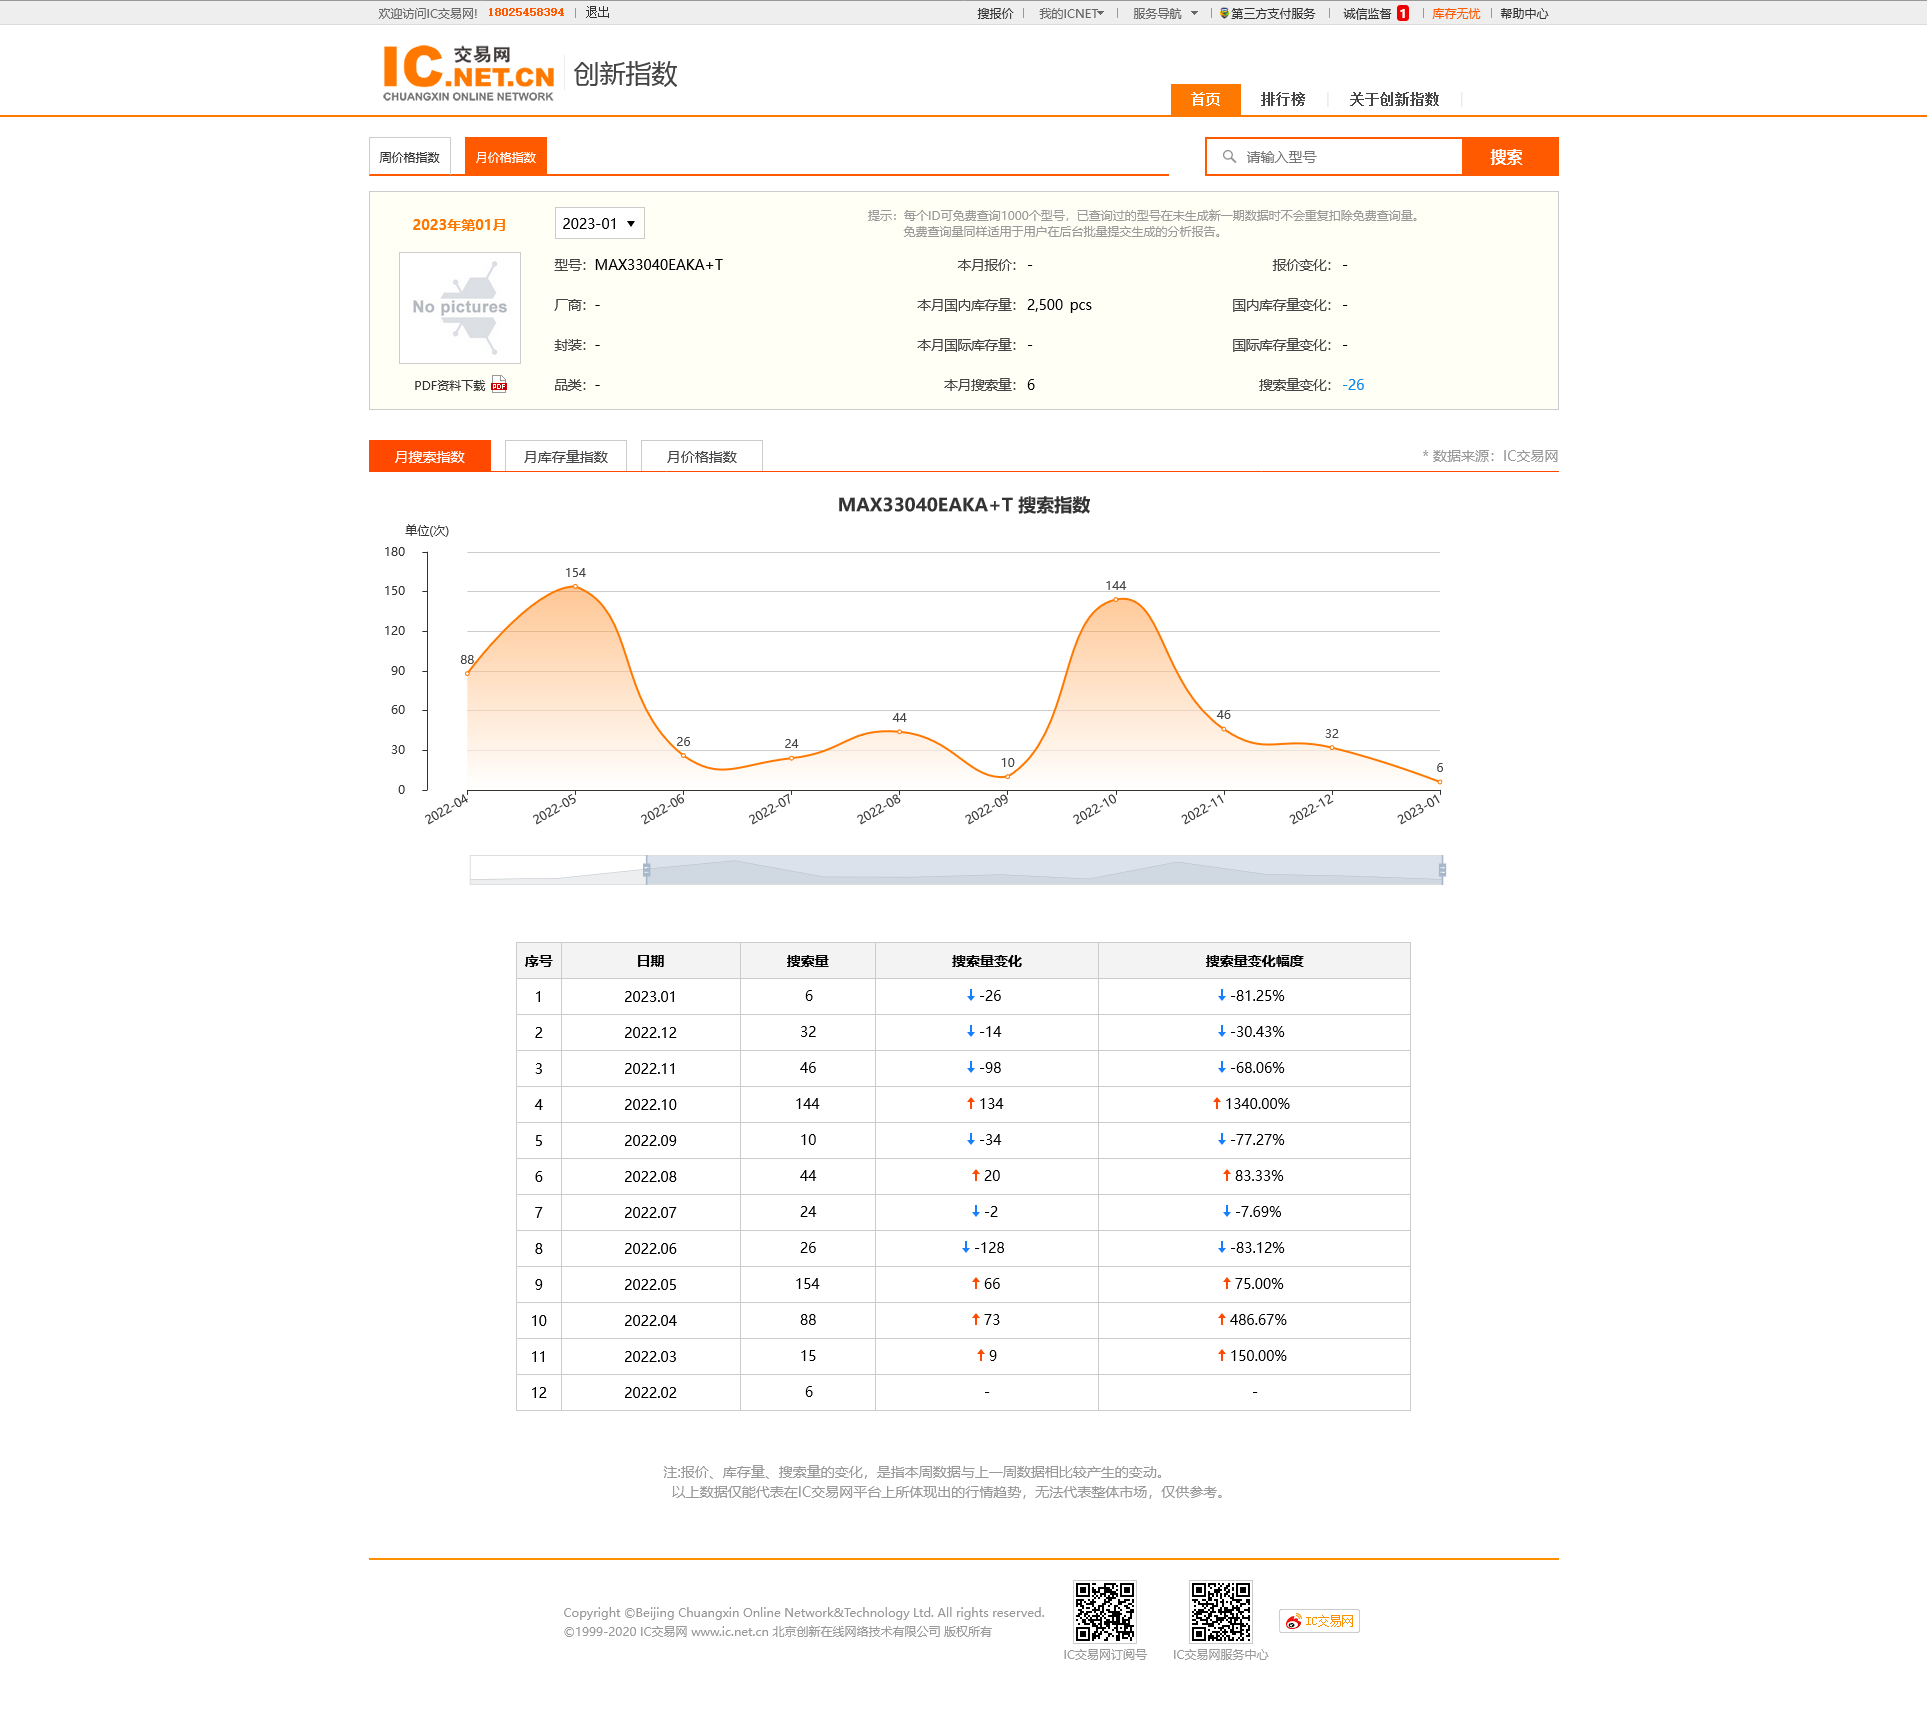 欢迎访问IC交易网! 18025458394 | 退出 搜报价 | 我的ICNET | 服务导航 | 第三方支付服务 | 诚信监督 1 | 库存无忧 | 帮助中心
IC交易网
.NET.CN
CHUANGXIN ONLINE NETWORK
创新指数
首页 排行榜 关于创新指数
周价格指数 月价格指数 请输入型号 搜索
2023年第01月 2023-01
提示：每个ID可免费查询1000个型号，已查询过的型号在未生成新一期数据时不会重复扣除免费查询量。
免费查询量同样适用于用户在后台批量提交生成的分析报告。
No pictures
PDF资料下载 PDF
型号：MAX33040EAKA+T 本月报价：- 报价变化：-
厂商：- 本月国内库存量：2,500 pcs 国内库存量变化：-
封装：- 本月国际库存量：- 国际库存量变化：-
品类：- 本月搜索量：6 搜索量变化：-26
月搜索指数 月库存量指数 月价格指数 * 数据来源：IC交易网
MAX33040EAKA+T 搜索指数
单位(次)
180
150
120
90
60
30
0
88 154 26 24 44 10 144 46 32 6
2022-04 2022-05 2022-06 2022-07 2022-08 2022-09 2022-10 2022-11 2022-12 2023-01
序号 日期 搜索量 搜索量变化 搜索量变化幅度
1 2023.01 6 ↓ -26 ↓ -81.25%
2 2022.12 32 ↓ -14 ↓ -30.43%
3 2022.11 46 ↓ -98 ↓ -68.06%
4 2022.10 144 ↑ 134 ↑ 1340.00%
5 2022.09 10 ↓ -34 ↓ -77.27%
6 2022.08 44 ↑ 20 ↑ 83.33%
7 2022.07 24 ↓ -2 ↓ -7.69%
8 2022.06 26 ↓ -128 ↓ -83.12%
9 2022.05 154 ↑ 66 ↑ 75.00%
10 2022.04 88 ↑ 73 ↑ 486.67%
11 2022.03 15 ↑ 9 ↑ 150.00%
12 2022.02 6 - -
注:报价、库存量、搜索量的变化，是指本周数据与上一周数据相比较产生的变动。
以上数据仅能代表在IC交易网平台上所体现出的行情趋势，无法代表整体市场，仅供参考。
Copyright ©Beijing Chuangxin Online Network&Technology Ltd. All rights reserved.
©1999-2020 IC交易网 www.ic.net.cn 北京创新在线网络技术有限公司 版权所有
IC交易网订阅号 IC交易网服务中心
IC交易网